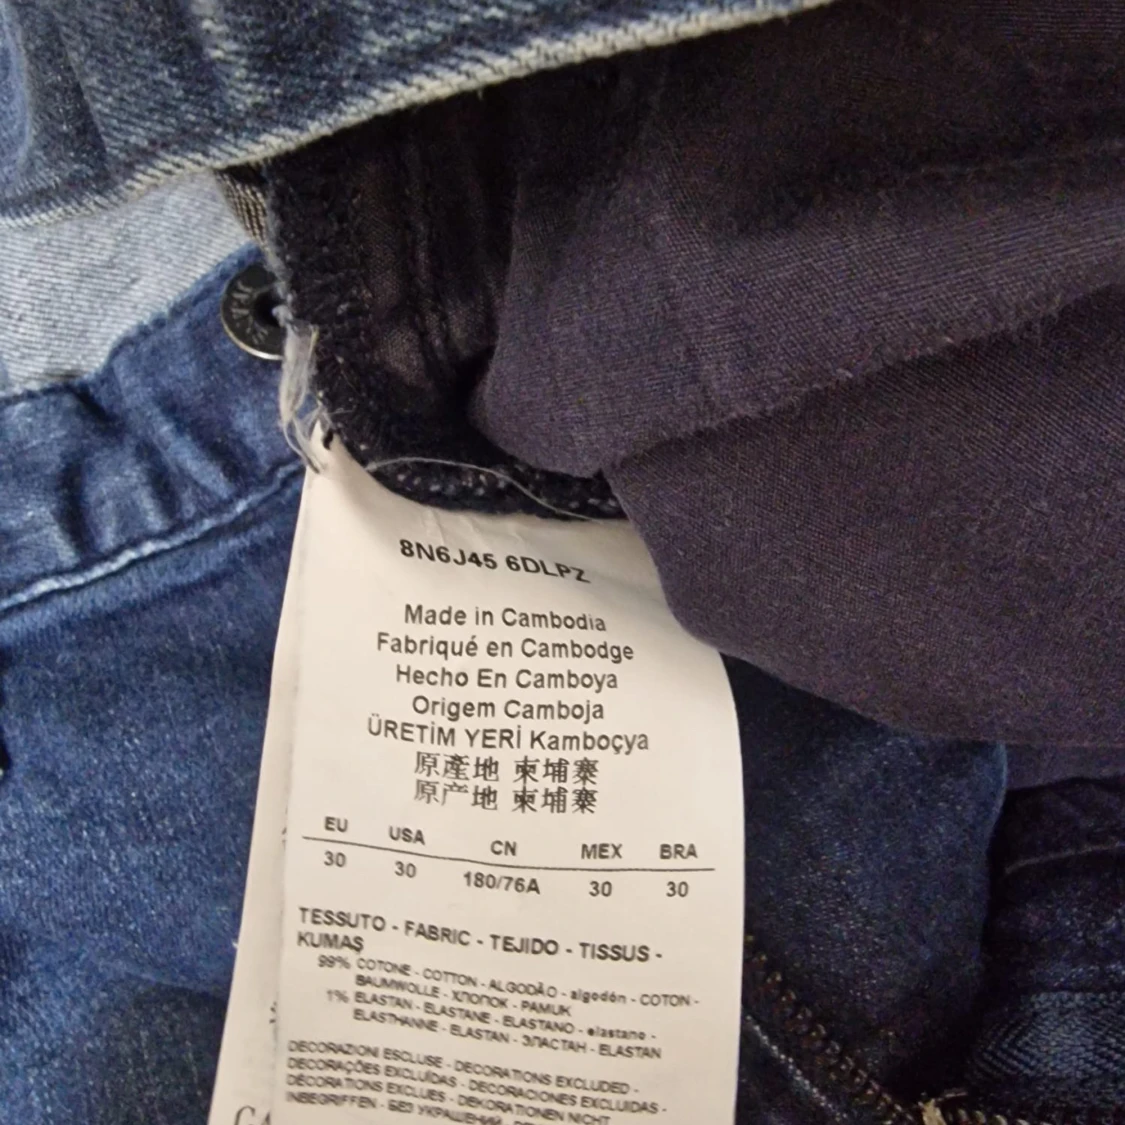 8N6J45 6DLPZ
Made in Cambodia
Fabriqué en Cambodge
Hecho En Camboya
Origem Camboja
ÜRETİM YERİ Kamboçya
原產地 柬埔寨
原产地 柬埔寨
EU USA CN MEX BRA
30 30 180/76A 30 30
TESSUTO - FABRIC - TEJIDO - TISSUS -
KUMAŞ
99% COTONE - COTTON - ALGODÃO - algodón - COTON -
BAUMWOLLE - ХЛОПОК - PAMUK
1% ELASTAN - ELASTANE - ELASTANO - elastano -
ELASTHANNE - ELASTAN - ЭЛАСТАН - ELASTAN
DECORAZIONI ESCLUSE - DECORATIONS EXCLUDED -
DECORAÇÕES EXCLUÍDAS - DECORACIONES EXCLUIDAS -
DÉCORATIONS EXCLUES - DEKORATIONEN NICHT
INBEGRIFFEN - БЕЗ УКРАШЕНИЙ